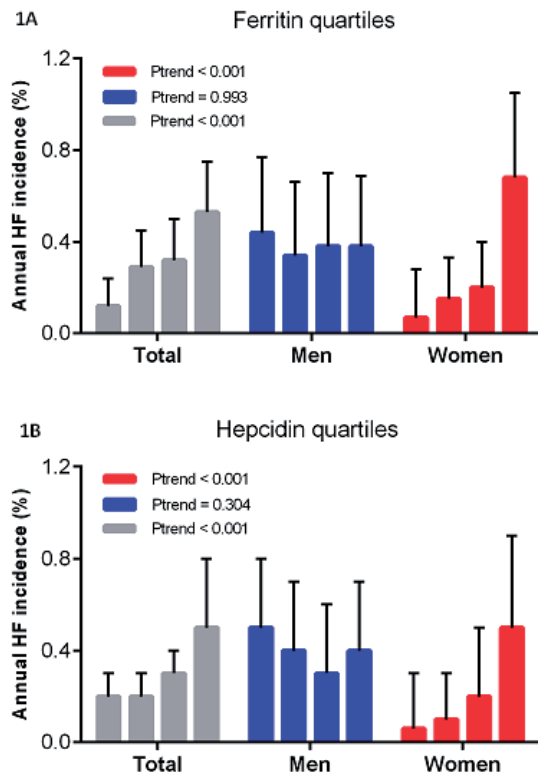 1A
Ferritin quartiles
Annual HF incidence (%)
1.2
0.8
0.4
0.0
Ptrend < 0.001
Ptrend = 0.993
Ptrend < 0.001
Total Men Women
1B
Hepcidin quartiles
Annual HF incidence (%)
1.2
0.8
0.4
0.0
Ptrend < 0.001
Ptrend = 0.304
Ptrend < 0.001
Total Men Women